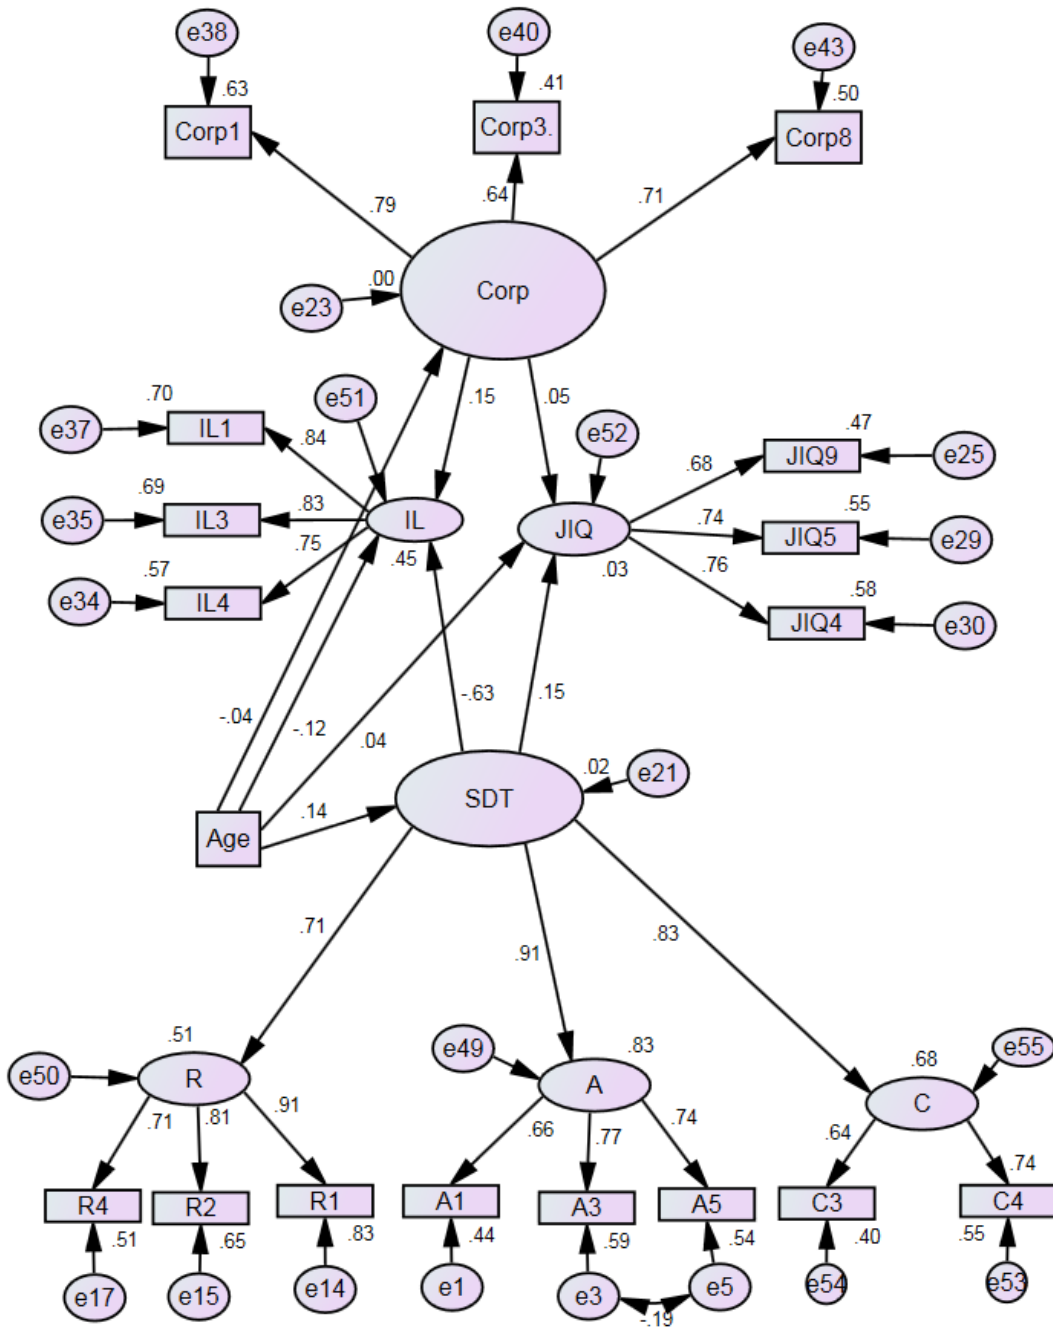 e38
e40
e43
.63
.41
.50
Corp1
Corp3.
Corp8
.79
.64
.71
.00
Corp
e23
e51
.15
.05
e52
.70
IL1
.84
e37
.47
JIQ9
e25
.68
.69
IL3
.83
e35
IL
.45
JIQ
.03
.74
.55
JIQ5
e29
.75
.57
IL4
e34
.76
.58
JIQ4
e30
-.04
-.12
.04
-.63
.15
.02
e21
SDT
.14
Age
.71
.91
.83
.51
e50
R
e49
.83
A
.68
e55
C
.71
.81
.91
.66
.77
.74
.64
.74
R4
R2
R1
A1
A3
A5
C3
C4
.51
.65
.83
.44
.59
.54
.40
.55
e17
e15
e14
e1
e3
e5
e54
e53
-.19